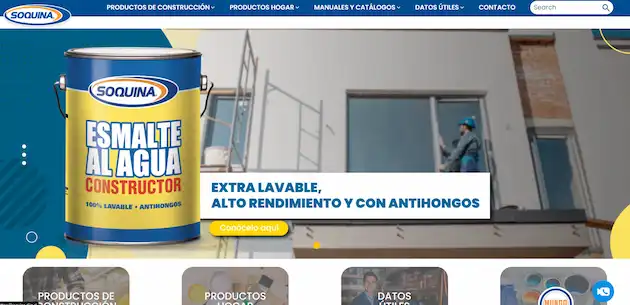 SOQUINA
PRODUCTOS DE CONSTRUCCIÓN
PRODUCTOS HOGAR
MANUALES Y CATÁLOGOS
DATOS ÚTILES
CONTACTO
Search
SOQUINA
ESMALTE
AL AGUA
CONSTRUCTOR
100% LAVABLE • ANTIHONGOS
EXTRA LAVABLE,
ALTO RENDIMIENTO Y CON ANTIHONGOS
Conócelo aquí
PRODUCTOS DE
CONSTRUCCIÓN
PRODUCTOS
HOGAR
DATOS
ÚTILES
MUNDO